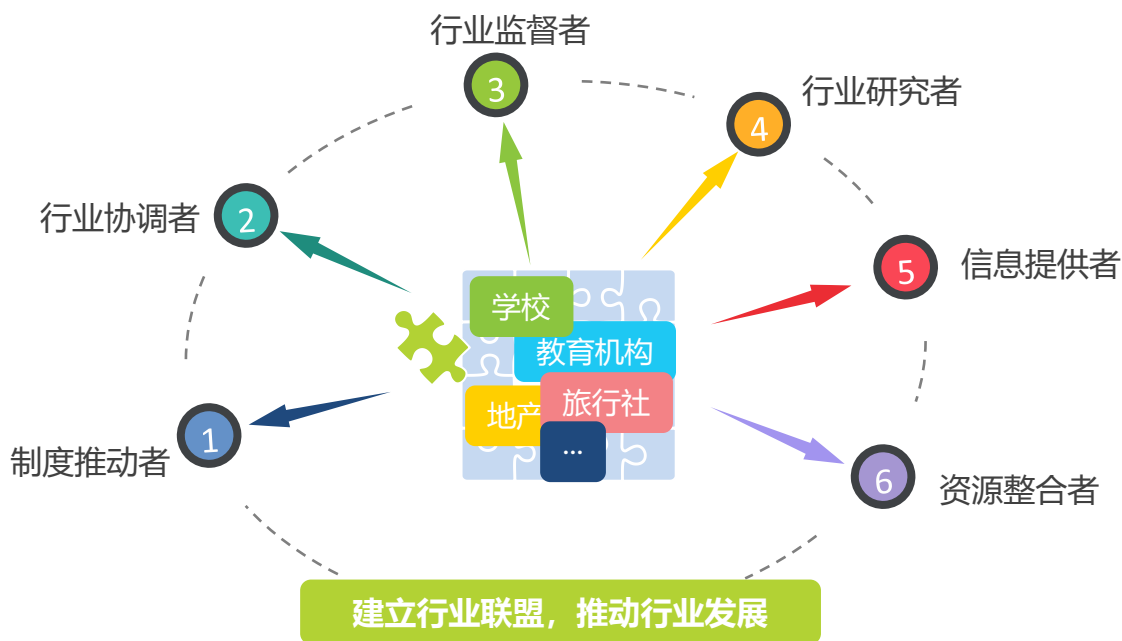 行业监督者
3
行业研究者
4
行业协调者
2
信息提供者
5
学校
教育机构
旅行社
地产
...
制度推动者
1
资源整合者
6
建立行业联盟，推动行业发展